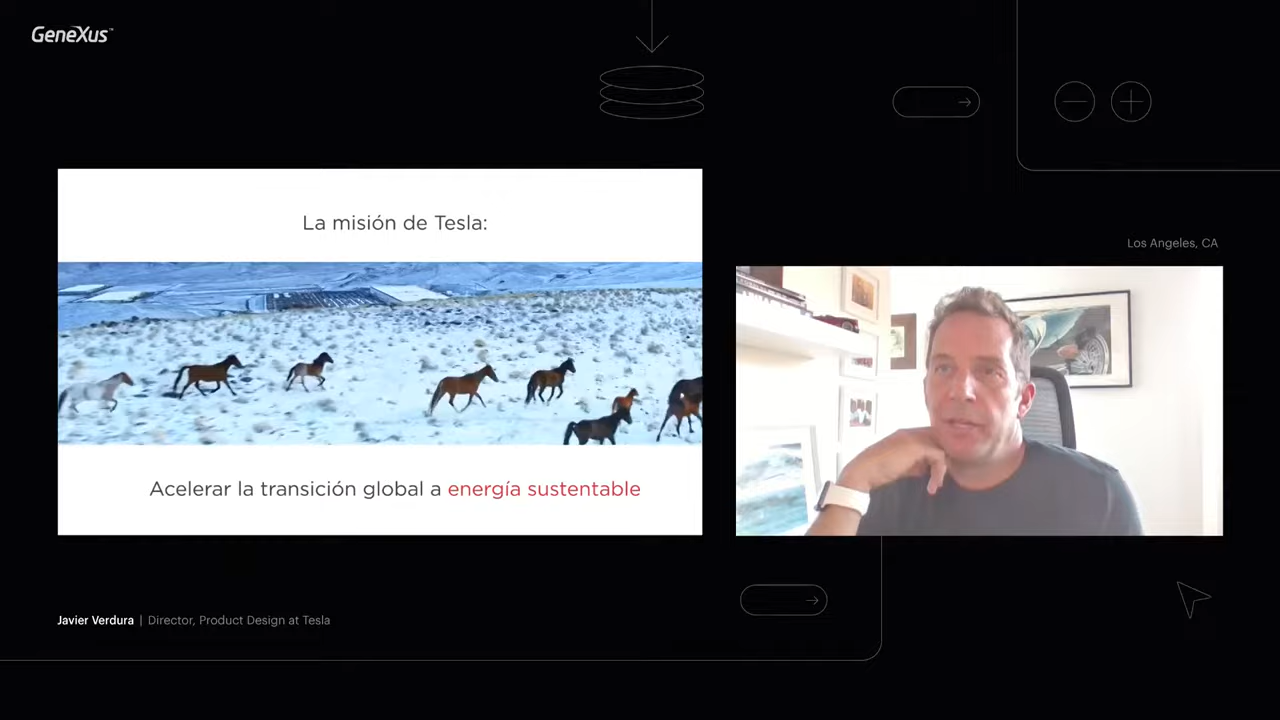 GeneXus™
La misión de Tesla:
Los Angeles, CA
Acelerar la transición global a energía sustentable
Javier Verdura | Director, Product Design at Tesla